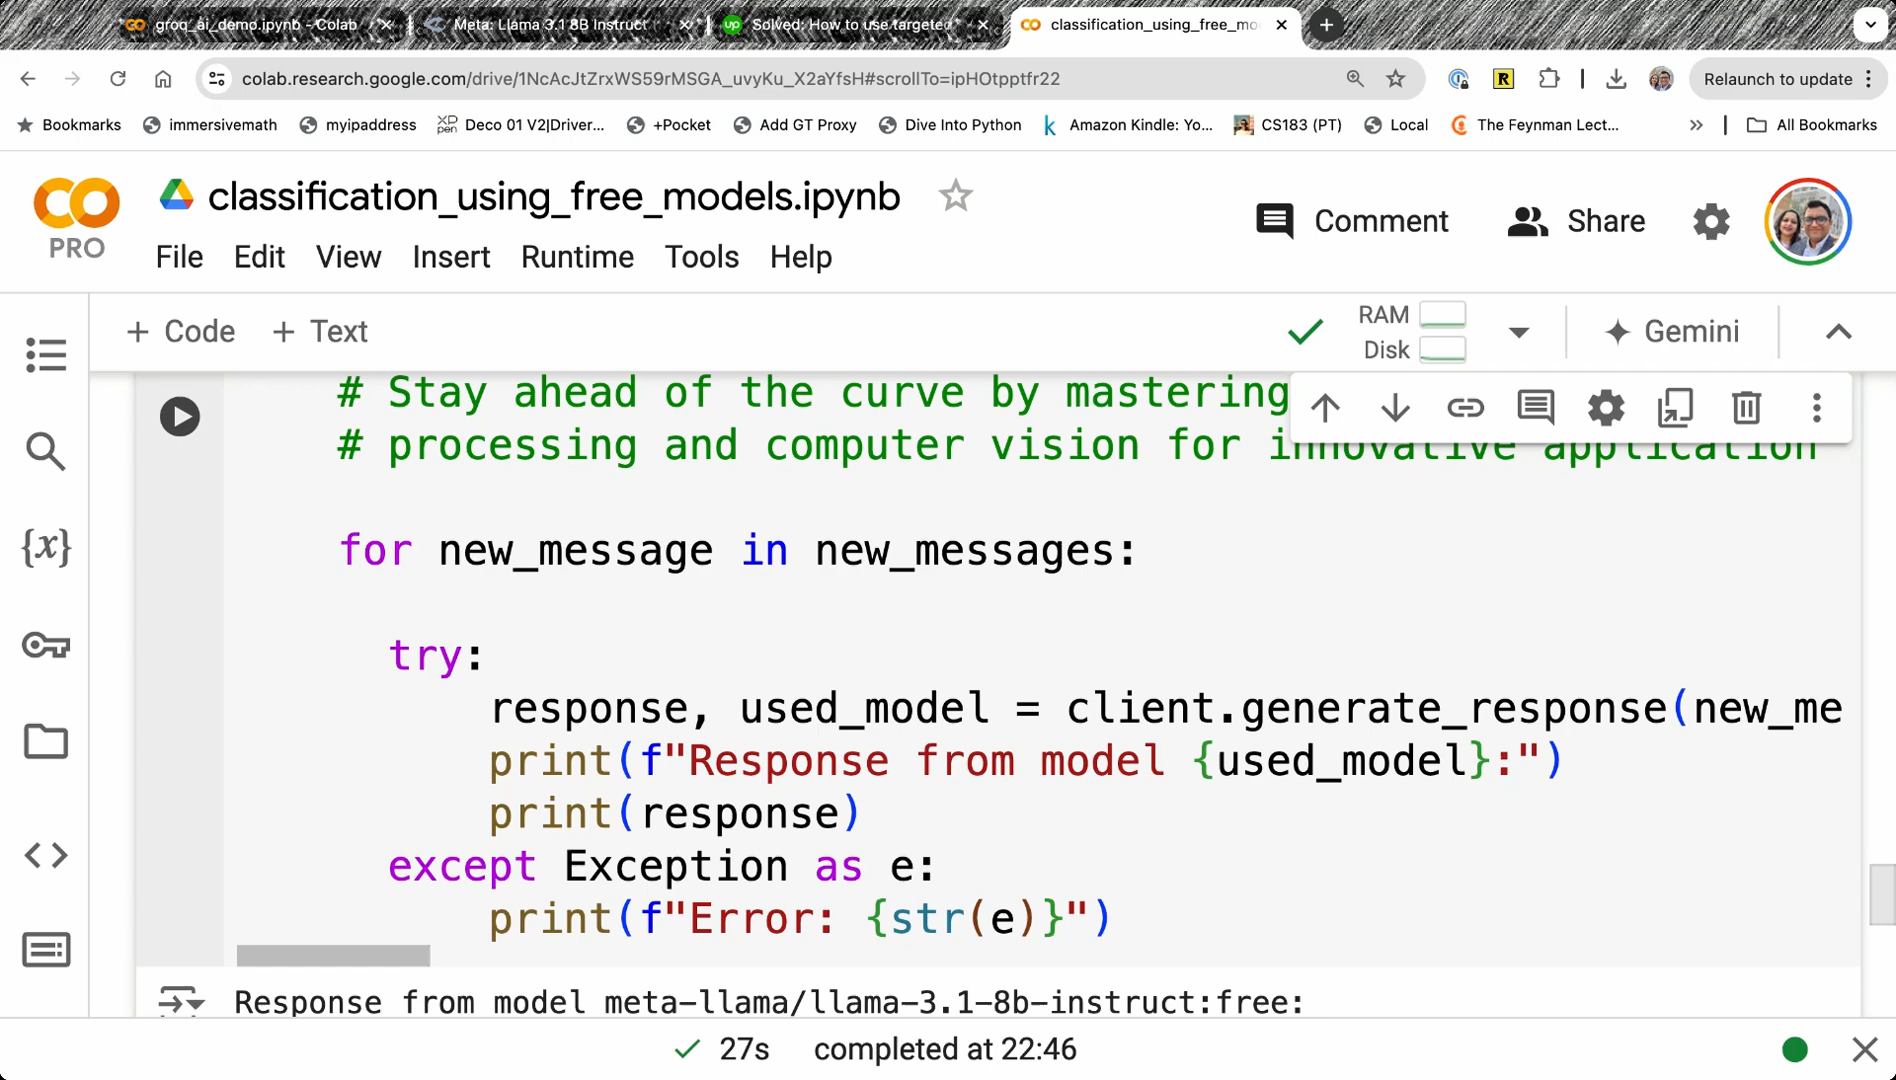 groq_ai_demo.ipynb - Colab
Meta: Llama 3.1 8B Instruct
Solved: How to use targeted
classification_using_free_mo
colab.research.google.com/drive/1NcAcJtZrxWS59rMSGA_uvyKu_X2aYfsH#scrollTo=ipHOtpptfr22
Relaunch to update
Bookmarks
immersivemath
myipaddress
XP pen Deco 01 V2|Driver...
+Pocket
Add GT Proxy
Dive Into Python
Amazon Kindle: Yo...
CS183 (PT)
Local
The Feynman Lect...
All Bookmarks
PRO
classification_using_free_models.ipynb
Comment
Share
File Edit View Insert Runtime Tools Help
+ Code + Text
RAM
Disk
Gemini
# Stay ahead of the curve by mastering
# processing and computer vision for innovative application
for new_message in new_messages:
try:
response, used_model = client.generate_response(new_me
print(f"Response from model {used_model}:")
print(response)
except Exception as e:
print(f"Error: {str(e)}")
Response from model meta-llama/llama-3.1-8b-instruct:free:
27s completed at 22:46